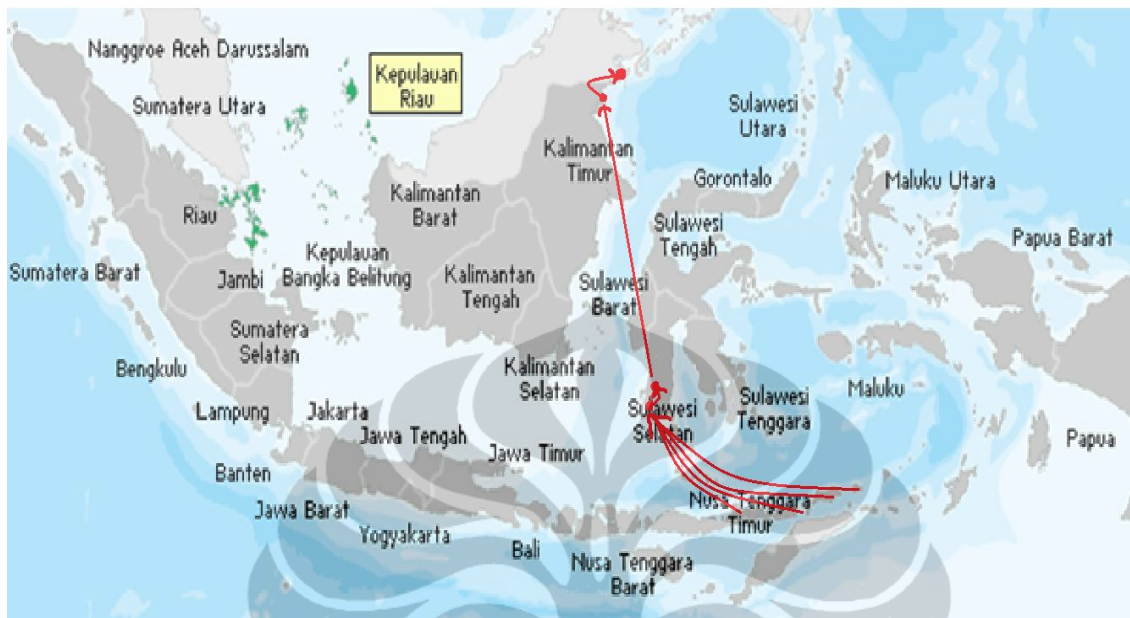 Nanggroe Aceh Darussalam
Kepulauan
Riau
Sumatera Utara
Sulawesi
Utara
Kalimantan
Timur
Gorontalo
Maluku Utara
Kalimantan
Barat
Riau
Sulawesi
Tengah
Papua Barat
Kepulauan
Bangka Belitung
Sumatera Barat
Jambi
Kalimantan
Tengah
Sulawesi
Barat
Sumatera
Selatan
Bengkulu
Kalimantan
Selatan
Maluku
Sulawesi
Tenggara
Lampung
Jakarta
Sulawesi
Selatan
Jawa Tengah
Papua
Jawa Timur
Banten
Nusa Tenggara
Timur
Jawa Barat
Yogyakarta
Bali
Nusa Tenggara
Barat